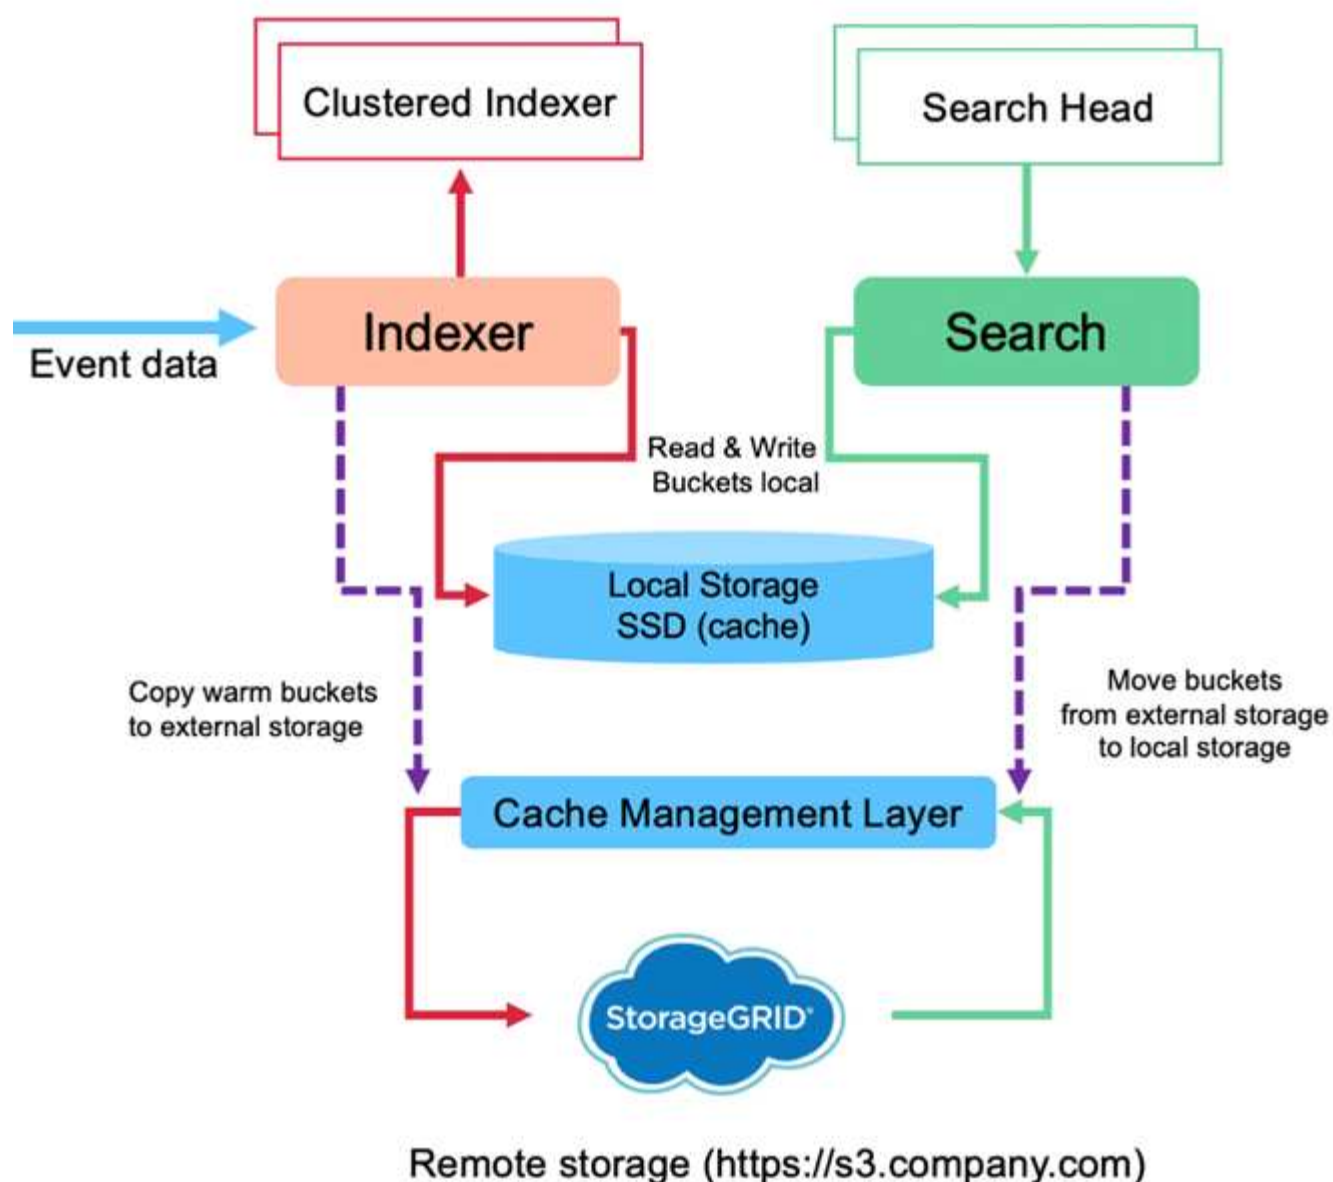 Clustered Indexer
Search Head
Indexer
Search
Event data
Read & Write
Buckets local
Local Storage
SSD (cache)
Copy warm buckets
to external storage
Move buckets
from external storage
to local storage
Cache Management Layer
StorageGRID®
Remote storage (https://s3.company.com)